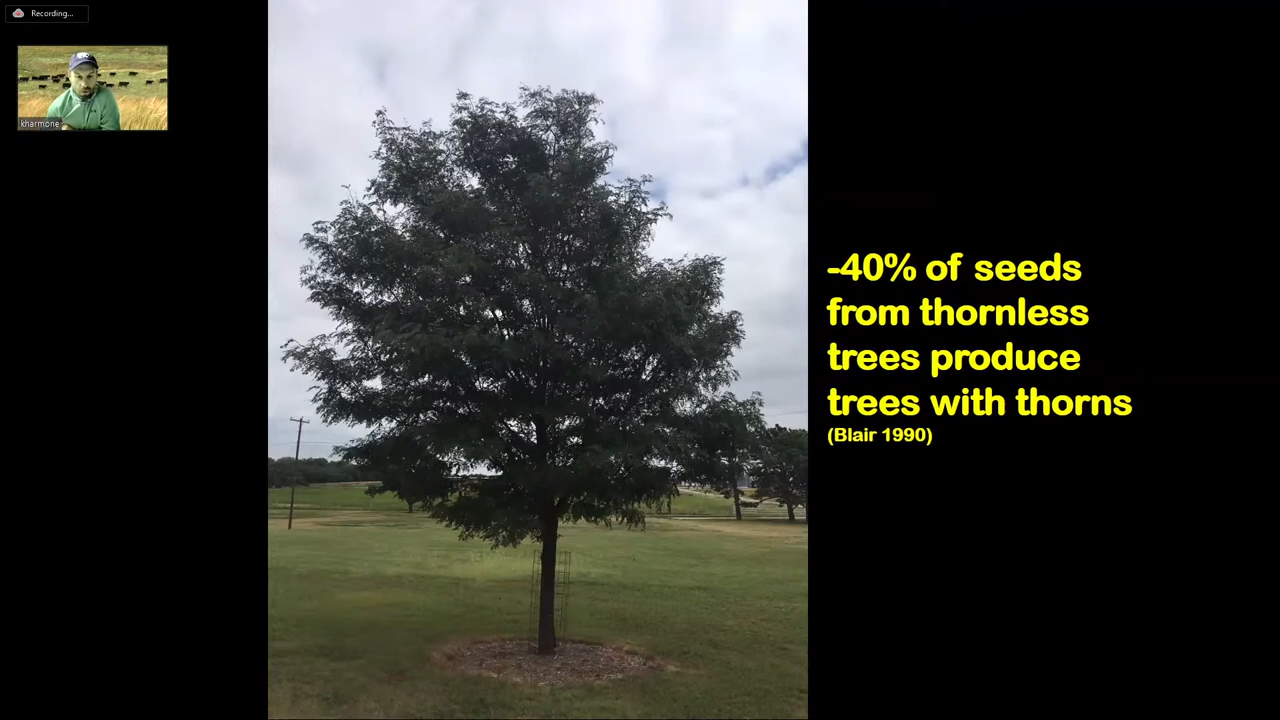 Recording...
kharmone
-40% of seeds
from thornless
trees produce
trees with thorns
(Blair 1990)